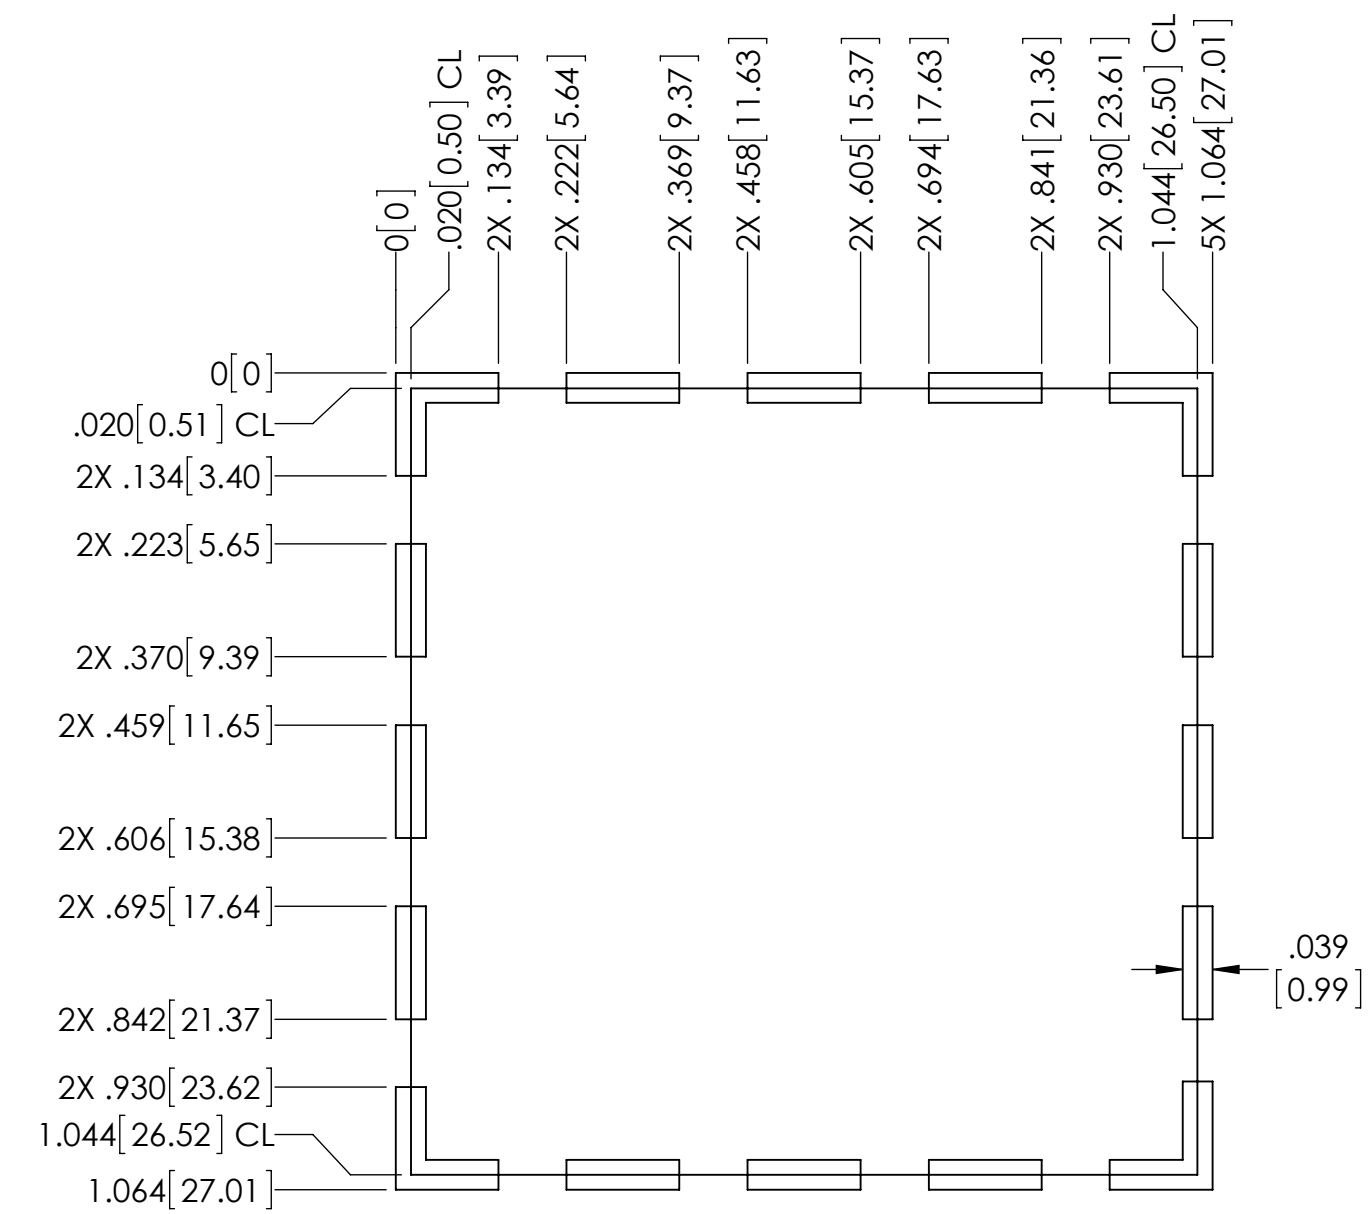 0[0]
.020[0.50] CL
2X .134[3.39]
2X .222[5.64]
2X .369[9.37]
2X .458[11.63]
2X .605[15.37]
2X .694[17.63]
2X .841[21.36]
2X .930[23.61]
1.044[26.50] CL
5X 1.064[27.01]
0[0]
.020[0.51] CL
2X .134[3.40]
2X .223[5.65]
2X .370[9.39]
2X .459[11.65]
2X .606[15.38]
2X .695[17.64]
.039
[0.99]
2X .842[21.37]
2X .930[23.62]
1.044[26.52] CL
1.064[27.01]